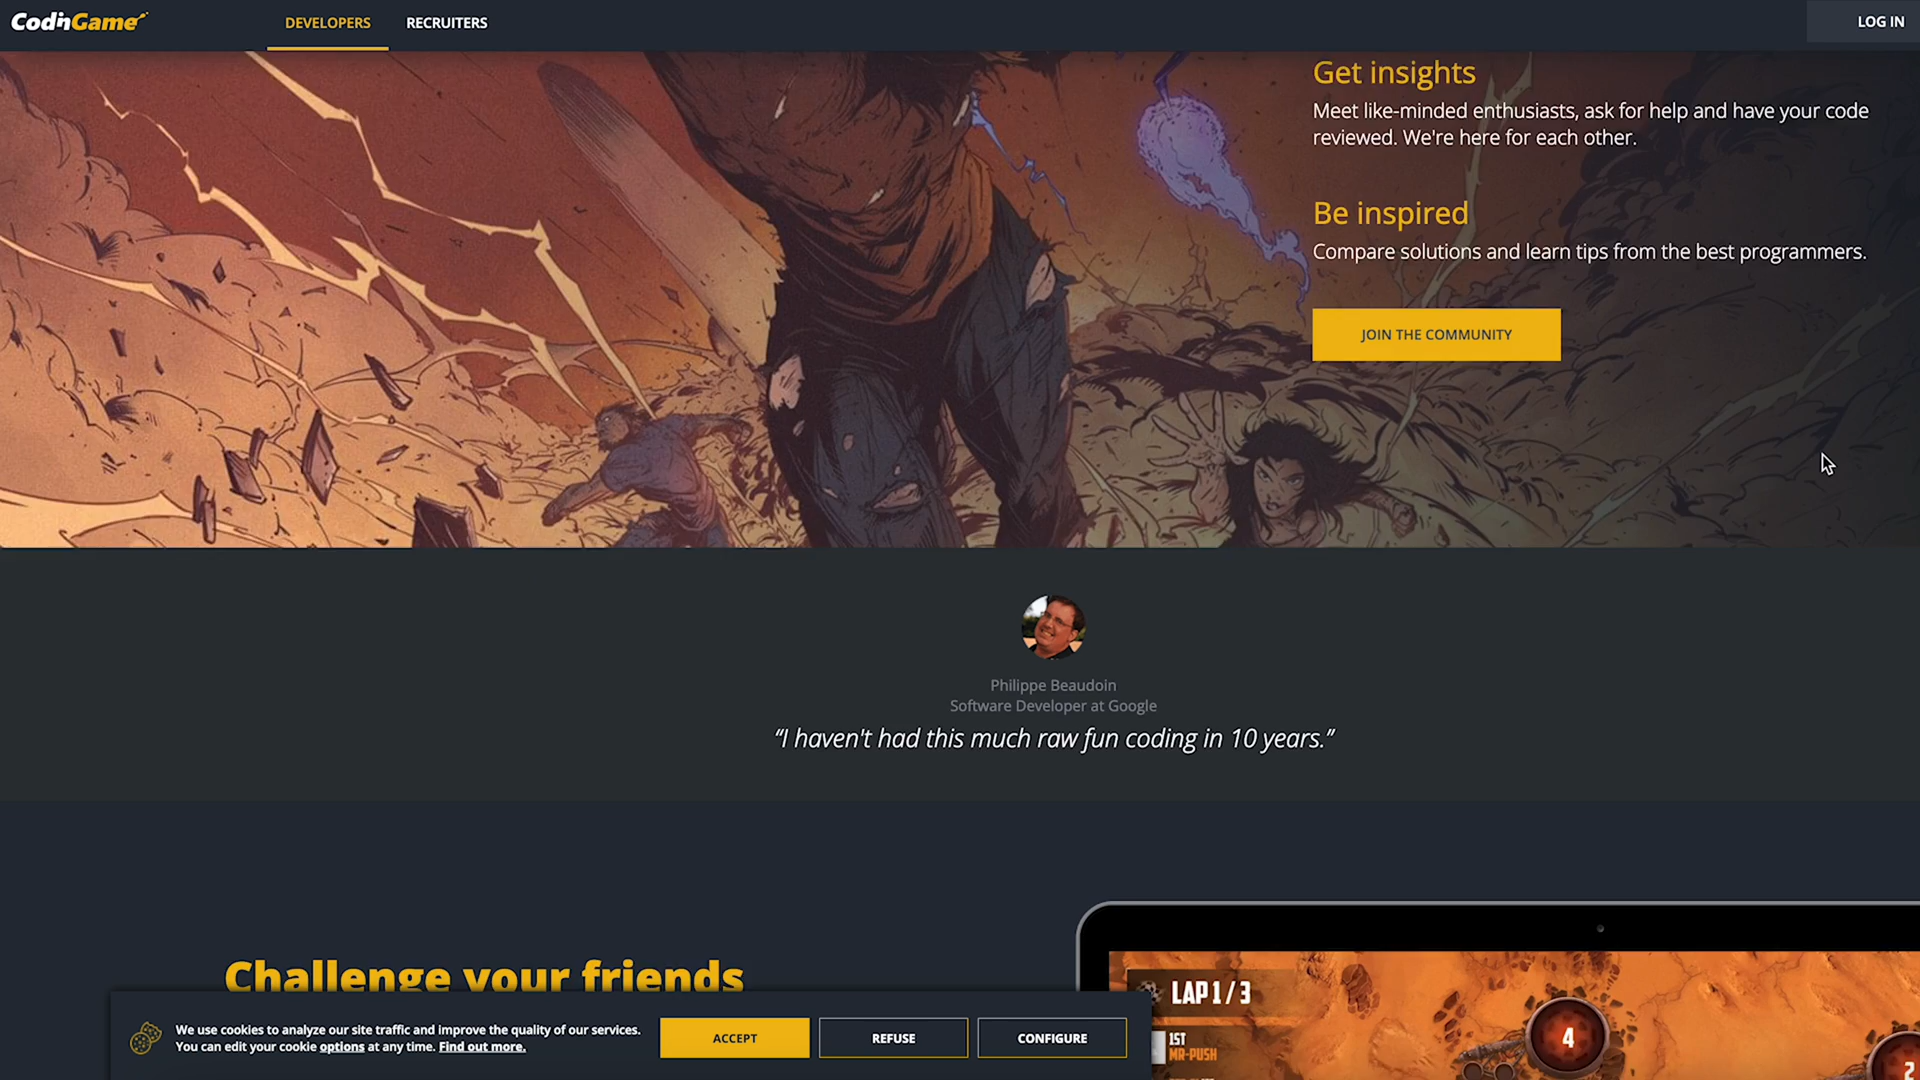 CodinGame
DEVELOPERS
RECRUITERS
LOG IN
Get insights
Meet like-minded enthusiasts, ask for help and have your code
reviewed. We're here for each other.
Be inspired
Compare solutions and learn tips from the best programmers.
JOIN THE COMMUNITY
Philippe Beaudoin
Software Developer at Google
“I haven't had this much raw fun coding in 10 years.”
Challenge your friends
LAP 1/3
1ST
MR-PUSH
4
2
We use cookies to analyze our site traffic and improve the quality of our services.
You can edit your cookie options at any time. Find out more.
ACCEPT
REFUSE
CONFIGURE